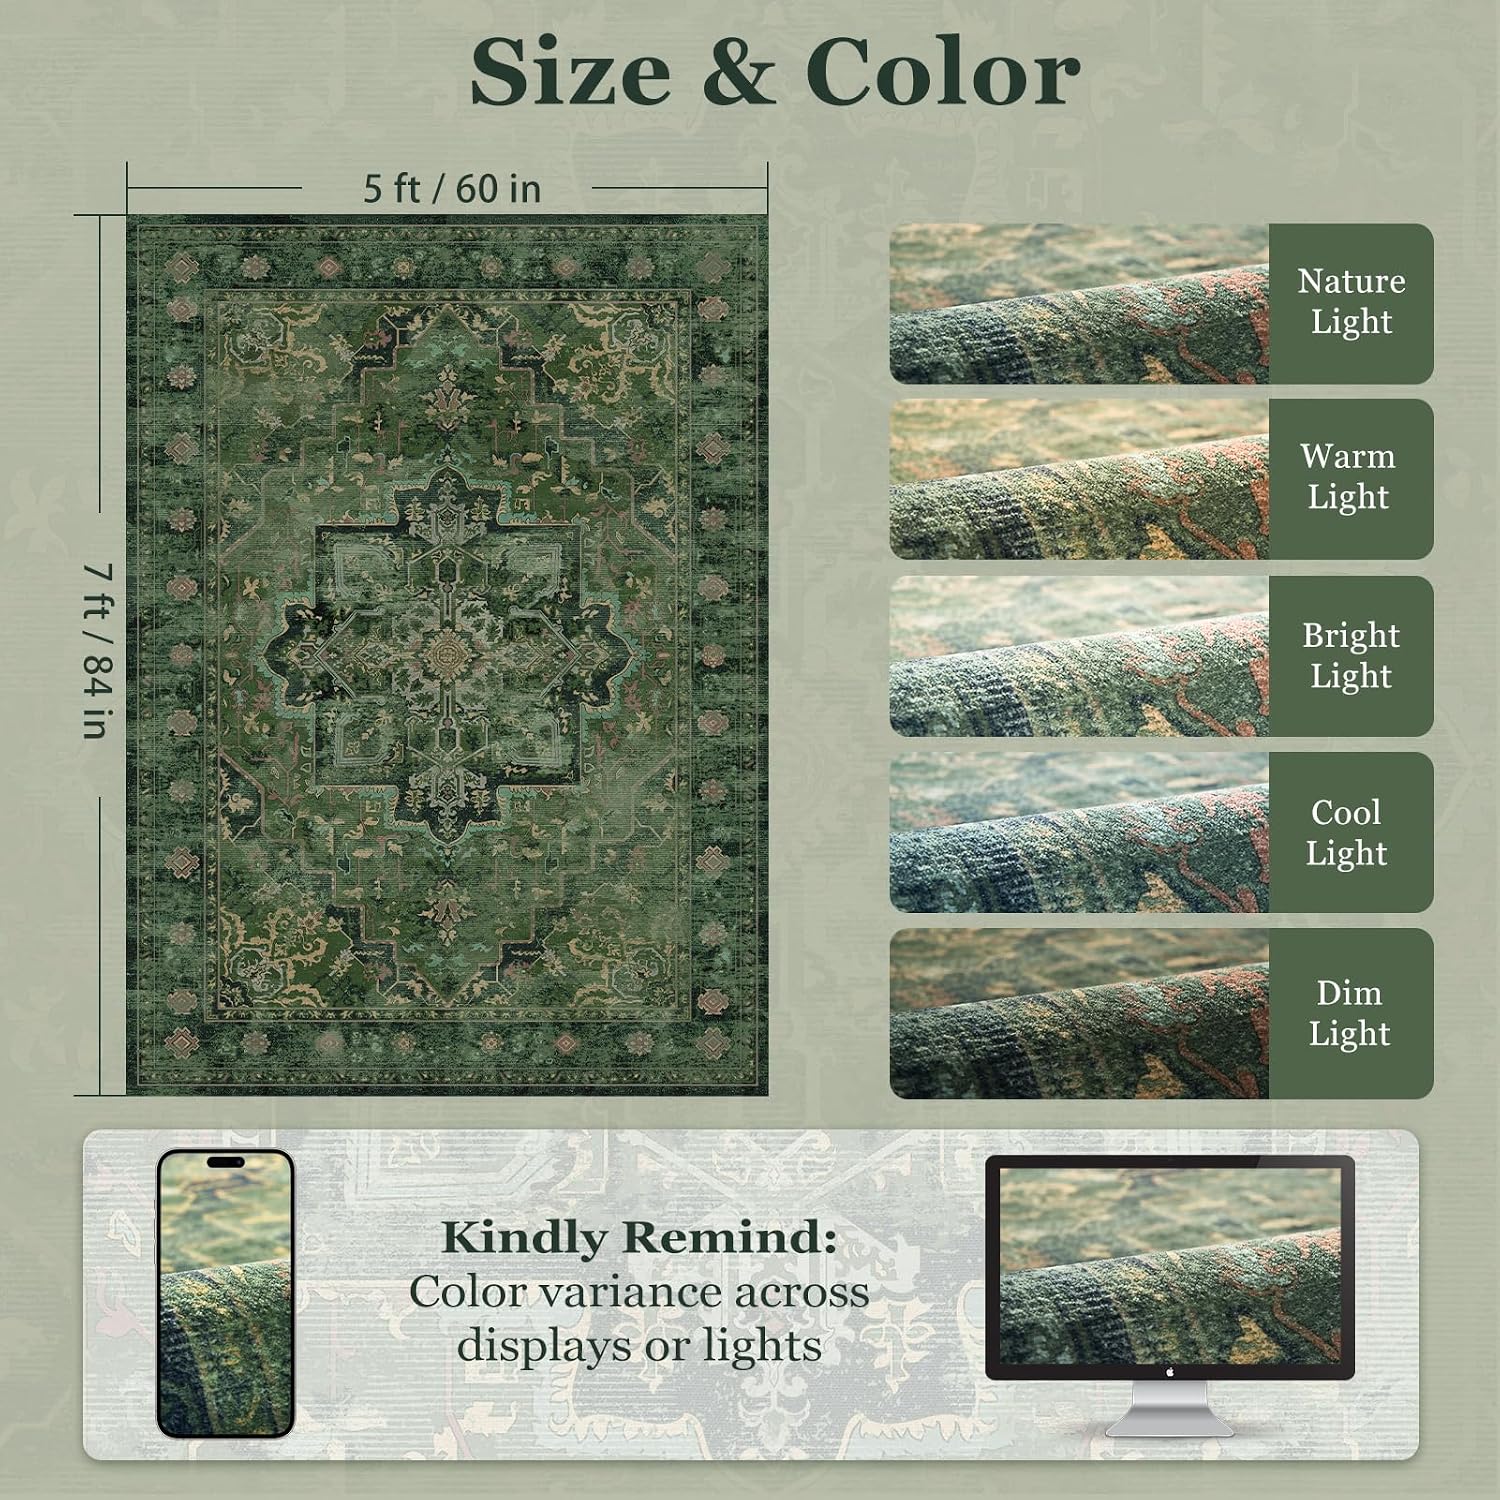 Size & Color
5 ft / 60 in
7 ft / 84 in
Nature
Light
Warm
Light
Bright
Light
Cool
Light
Dim
Light
Kindly Remind:
Color variance across
displays or lights